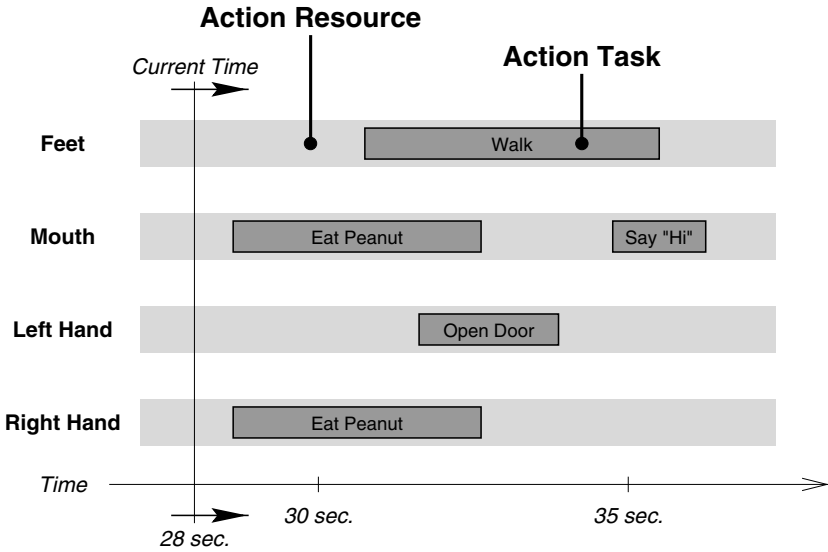 Action Resource
Action Task
Current Time
Feet
Walk
Mouth
Eat Peanut
Say "Hi"
Left Hand
Open Door
Right Hand
Eat Peanut
Time
30 sec.
35 sec.
28 sec.